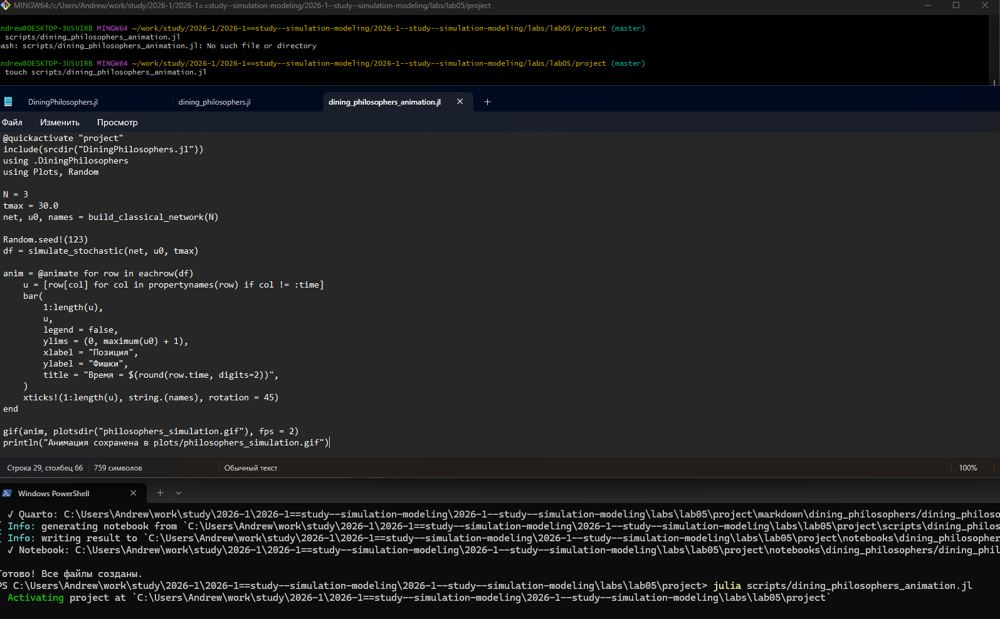 MINGW64:/c/Users/Andrew/work/study/2026-1/2026-1==study--simulation-modeling/2026-1--study--simulation-modeling/labs/lab05/project
ndrew@DESKTOP-3U5UIRB MINGW64 ~/work/study/2026-1/2026-1==study--simulation-modeling/2026-1--study--simulation-modeling/labs/lab05/project (master)
scripts/dining_philosophers_animation.jl
ash: scripts/dining_philosophers_animation.jl: No such file or directory
ndrew@DESKTOP-3U5UIRB MINGW64 ~/work/study/2026-1/2026-1==study--simulation-modeling/2026-1--study--simulation-modeling/labs/lab05/project (master)
touch scripts/dining_philosophers_animation.jl
DiningPhilosophers.jl dining_philosophers.jl dining_philosophers_animation.jl
Файл Изменить Просмотр
@quickactivate "project"
include(srcdir("DiningPhilosophers.jl"))
using .DiningPhilosophers
using Plots, Random
N = 3
tmax = 30.0
net, u0, names = build_classical_network(N)
Random.seed!(123)
df = simulate_stochastic(net, u0, tmax)
anim = @animate for row in eachrow(df)
    u = [row[col] for col in propertynames(row) if col != :time]
    bar(
        1:length(u),
        u,
        legend = false,
        ylims = (0, maximum(u0) + 1),
        xlabel = "Позиция",
        ylabel = "Фишки",
        title = "Время = $(round(row.time, digits=2))",
    )
    xticks!(1:length(u), string.(names), rotation = 45)
end
gif(anim, plotsdir("philosophers_simulation.gif"), fps = 2)
println("Анимация сохранена в plots/philosophers_simulation.gif")
Строка 29, столбец 66 759 символов Обычный текст 100%
Windows PowerShell
✓ Quarto: C:\Users\Andrew\work\study\2026-1\2026-1==study--simulation-modeling\2026-1--study--simulation-modeling\labs\lab05\project\markdown\dining_philosophers/dining_philoso
Info: generating notebook from `C:\Users\Andrew\work\study\2026-1\2026-1==study--simulation-modeling\2026-1--study--simulation-modeling\labs\lab05\project\scripts\dining_philos
Info: writing result to `C:\Users\Andrew\work\study\2026-1\2026-1==study--simulation-modeling\2026-1--study--simulation-modeling\labs\lab05\project\notebooks\dining_philosopher
✓ Notebook: C:\Users\Andrew\work\study\2026-1\2026-1==study--simulation-modeling\2026-1--study--simulation-modeling\labs\lab05\project\notebooks\dining_philosophers/dining_phil
Готово! Все файлы созданы.
PS C:\Users\Andrew\work\study\2026-1\2026-1==study--simulation-modeling\2026-1--study--simulation-modeling\labs\lab05\project> julia scripts/dining_philosophers_animation.jl
Activating project at `C:\Users\Andrew\work\study\2026-1\2026-1==study--simulation-modeling\2026-1--study--simulation-modeling\labs\lab05\project`